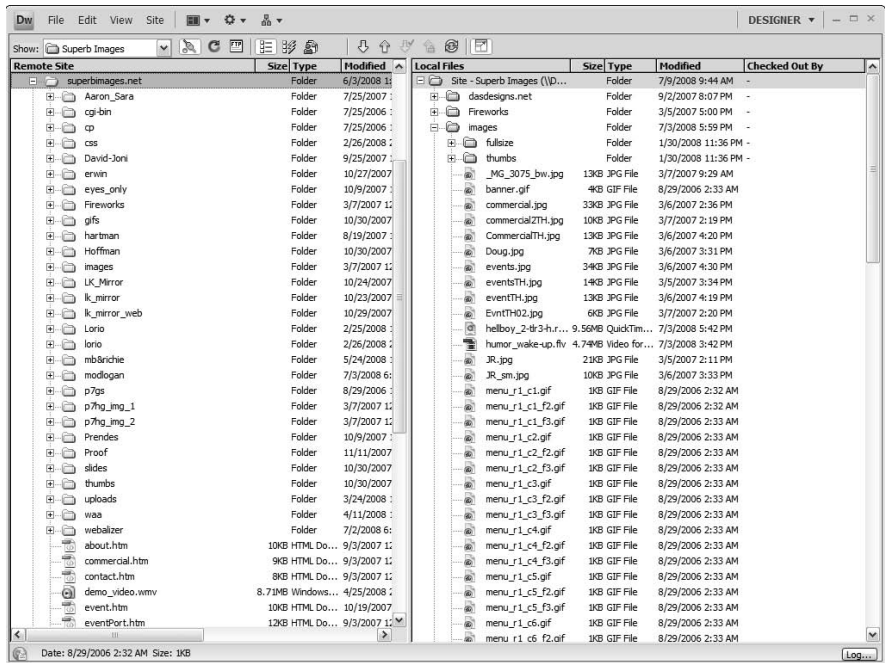 Dw File Edit View Site DESIGNER
Show: Superb Images
Remote Site Size Type Modified
superbimages.net Folder 6/3/2008 1:
Aaron_Sara Folder 7/25/2007
cgi-bin Folder 7/25/2006
cp Folder 7/25/2006
css Folder 2/26/2008 2
David-Joni Folder 9/25/2007
erwin Folder 10/27/2007
eyes_only Folder 10/9/2007
Fireworks Folder 3/7/2007 12
gifs Folder 10/30/2007
hartman Folder 8/19/2007
Hoffman Folder 10/30/2007
images Folder 3/7/2007 12
LK_Mirror Folder 10/24/2007
lk_mirror Folder 10/23/2007
lk_mirror_web Folder 10/29/2007
Lorio Folder 2/25/2008
lorio Folder 2/26/2008 2
mb&richie Folder 5/24/2008
modlogan Folder 7/3/2008 6:
p7gs Folder 8/29/2006
p7hg_img_1 Folder 3/7/2007 12
p7hg_img_2 Folder 3/7/2007 12
Prendes Folder 10/9/2007
Proof Folder 11/11/2007
slides Folder 10/30/2007
thumbs Folder 10/30/2007
uploads Folder 3/24/2008
waa Folder 4/11/2008
webalizer Folder 7/2/2008 6:
about.htm 10KB HTML Do... 9/3/2007 12
commercial.htm 9KB HTML Do... 9/3/2007 12
contact.htm 8KB HTML Do... 9/3/2007 12
demo_video.wmv 8.71MB Windows... 4/25/2008 2
event.htm 10KB HTML Do... 10/19/2007
eventPort.htm 12KB HTML Do... 9/3/2007 12
Local Files Size Type Modified Checked Out By
Site - Superb Images (\\D... Folder 7/9/2008 9:44 AM -
dasdesigns.net Folder 9/2/2007 8:07 PM -
Fireworks Folder 3/5/2007 5:00 PM -
images Folder 7/3/2008 5:59 PM -
fullsize Folder 1/30/2008 11:36 PM -
thumbs Folder 1/30/2008 11:36 PM -
_MG_3075_bw.jpg 13KB JPG File 3/7/2007 9:29 AM
banner.gif 4KB GIF File 8/29/2006 2:33 AM
commercial.jpg 33KB JPG File 3/6/2007 2:36 PM
commercial2TH.jpg 10KB JPG File 3/7/2007 2:19 PM
CommercialTH.jpg 13KB JPG File 3/6/2007 4:20 PM
Doug.jpg 7KB JPG File 3/6/2007 3:31 PM
events.jpg 34KB JPG File 3/6/2007 4:30 PM
eventsTH.jpg 14KB JPG File 3/5/2007 3:34 PM
eventTH.jpg 13KB JPG File 3/6/2007 4:19 PM
EvntTH02.jpg 6KB JPG File 3/7/2007 2:20 PM
hellboy_2-tlr3-h.r... 9.56MB QuickTim... 7/3/2008 5:42 PM
humor_wake-up.flv 4.74MB Video for... 7/3/2008 3:42 PM
JR.jpg 21KB JPG File 3/5/2007 2:11 PM
JR_sm.jpg 10KB JPG File 3/6/2007 3:33 PM
menu_r1_c1.gif 1KB GIF File 8/29/2006 2:32 AM
menu_r1_c1_f2.gif 1KB GIF File 8/29/2006 2:32 AM
menu_r1_c1_f3.gif 1KB GIF File 8/29/2006 2:32 AM
menu_r1_c2.gif 1KB GIF File 8/29/2006 2:33 AM
menu_r1_c2_f2.gif 1KB GIF File 8/29/2006 2:33 AM
menu_r1_c2_f3.gif 1KB GIF File 8/29/2006 2:33 AM
menu_r1_c3.gif 1KB GIF File 8/29/2006 2:33 AM
menu_r1_c3_f2.gif 1KB GIF File 8/29/2006 2:33 AM
menu_r1_c3_f3.gif 1KB GIF File 8/29/2006 2:33 AM
menu_r1_c4.gif 1KB GIF File 8/29/2006 2:33 AM
menu_r1_c4_f2.gif 1KB GIF File 8/29/2006 2:33 AM
menu_r1_c4_f3.gif 1KB GIF File 8/29/2006 2:33 AM
menu_r1_c5.gif 1KB GIF File 8/29/2006 2:33 AM
menu_r1_c5_f2.gif 1KB GIF File 8/29/2006 2:33 AM
menu_r1_c5_f3.gif 1KB GIF File 8/29/2006 2:33 AM
menu_r1_c6.gif 1KB GIF File 8/29/2006 2:33 AM
menu_r1_c6_f2.gif 1KB GIF File 8/29/2006 2:33 AM
Date: 8/29/2006 2:32 AM Size: 1KB Log...